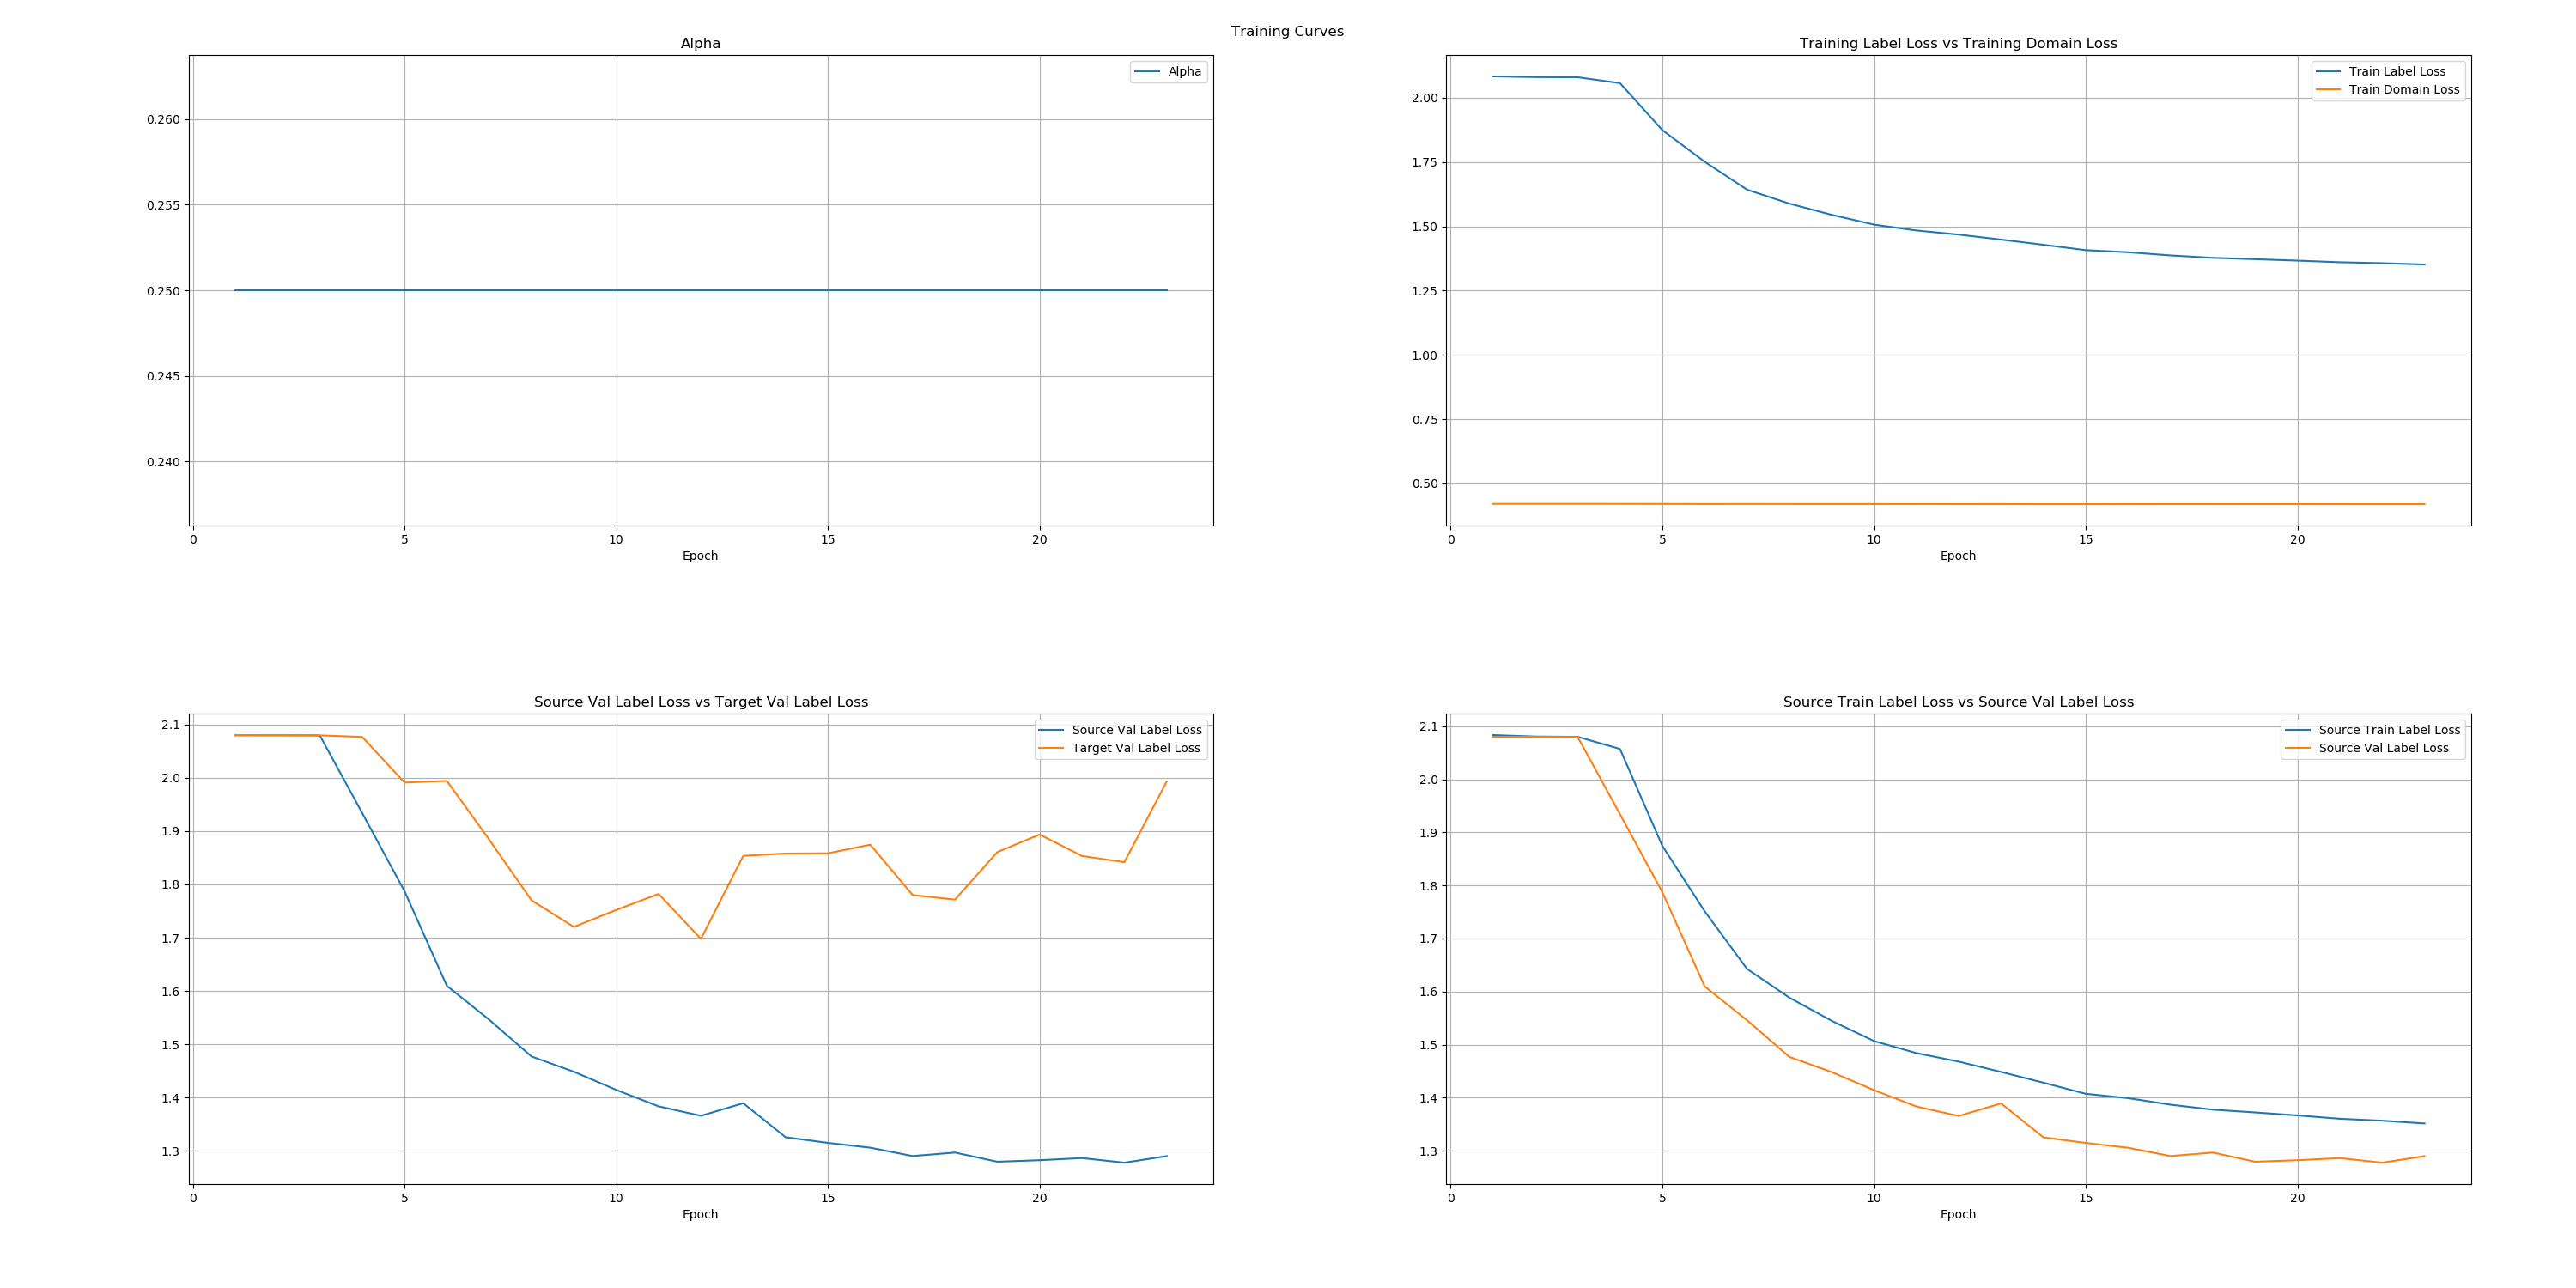 Training Curves
Alpha
Alpha
0.260
0.255
0.250
0.245
0.240
0 5 10 15 20
Epoch
Training Label Loss vs Training Domain Loss
Train Label Loss
Train Domain Loss
2.00
1.75
1.50
1.25
1.00
0.75
0.50
0 5 10 15 20
Epoch
Source Val Label Loss vs Target Val Label Loss
Source Val Label Loss
Target Val Label Loss
2.1
2.0
1.9
1.8
1.7
1.6
1.5
1.4
1.3
0 5 10 15 20
Epoch
Source Train Label Loss vs Source Val Label Loss
Source Train Label Loss
Source Val Label Loss
2.1
2.0
1.9
1.8
1.7
1.6
1.5
1.4
1.3
0 5 10 15 20
Epoch